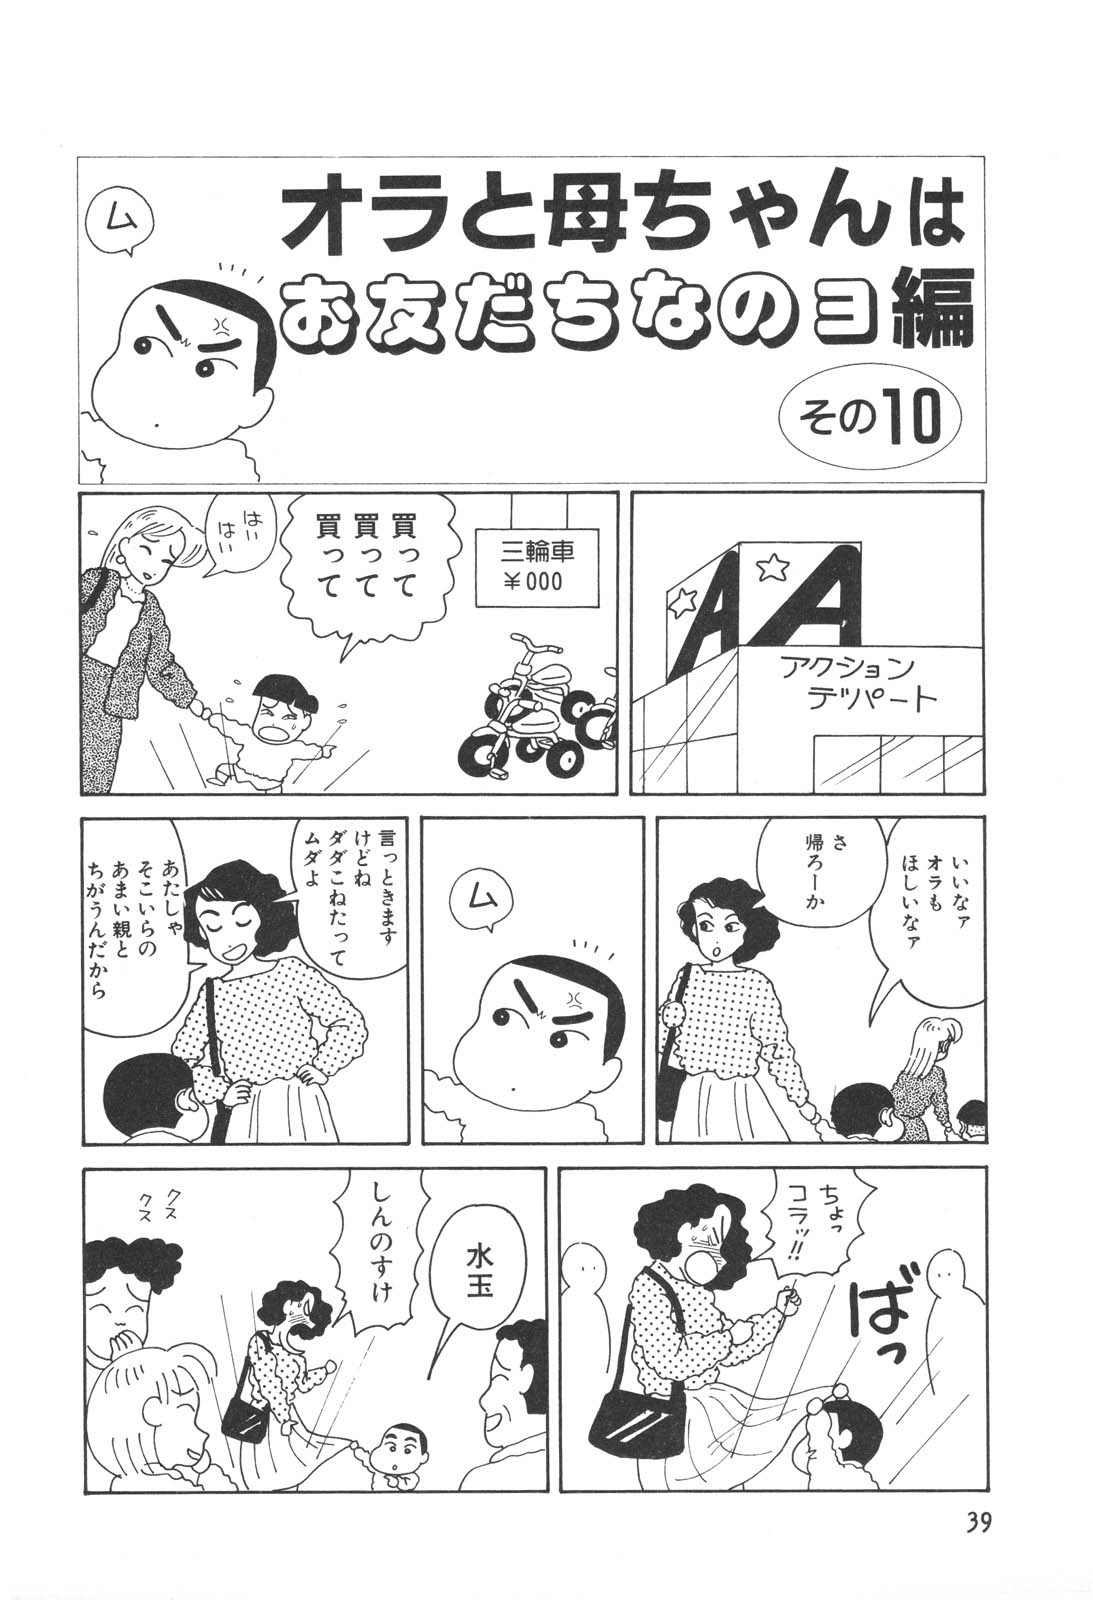 オラと母ちゃんは
お友だちなのヨ編
その10
ム
アクション
デパート
三輪車
¥000
買って
買って
買って
はい
はい
いいなァ
オラも
ほしいなァ
さ
帰ろーか
ム
言っときます
けどね
ダダこねたって
ムダよ
あたしゃ
そこいらの
あまい親と
ちがうんだから
ちょっ
コラッ!!
ばっ
水玉
しんのすけ
クス
クス
39